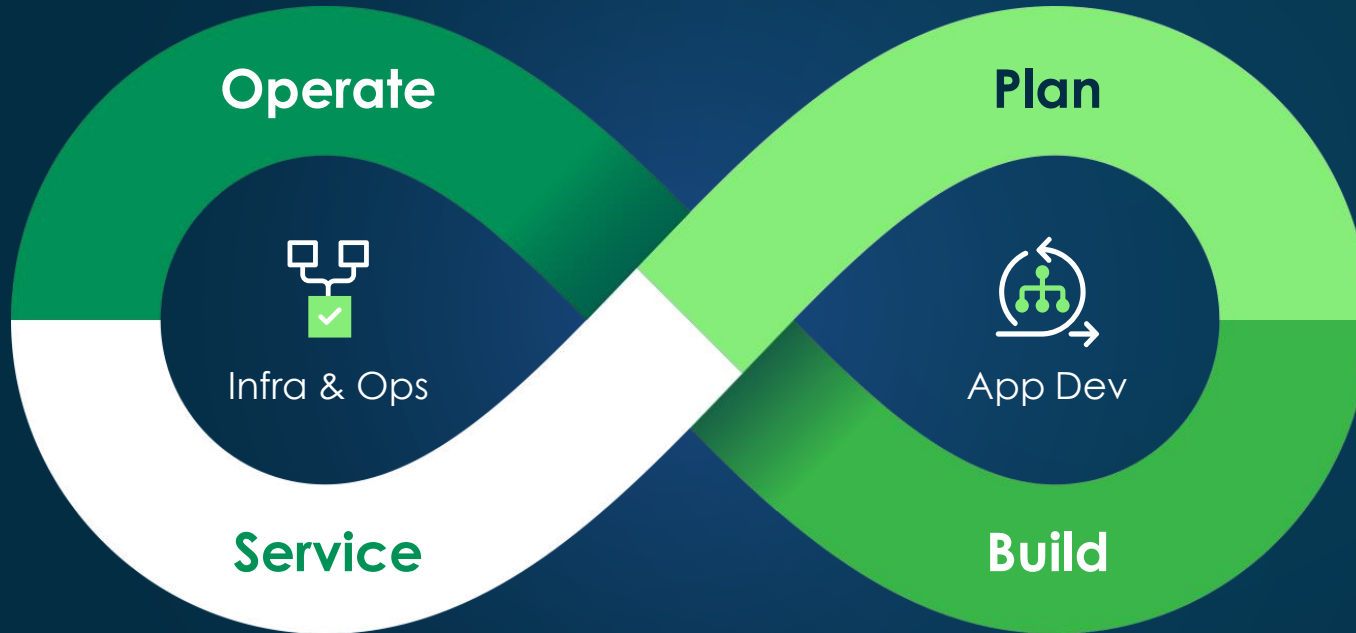 Operate
Plan
Infra & Ops
App Dev
Service
Build